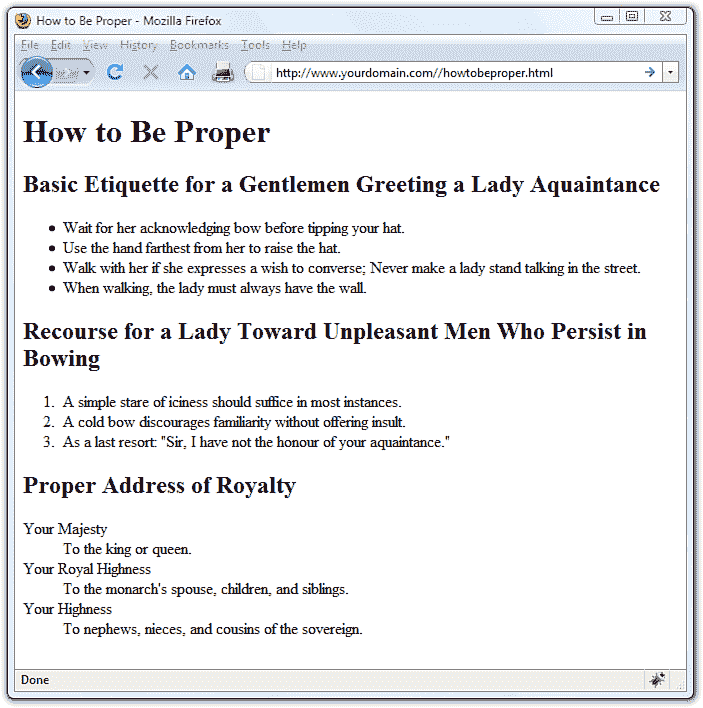 How to Be Proper - Mozilla Firefox
File Edit View History Bookmarks Tools Help
http://www.yourdomain.com//howtobeproper.html
How to Be Proper
Basic Etiquette for a Gentlemen Greeting a Lady Aquaintance
• Wait for her acknowledging bow before tipping your hat.
• Use the hand farthest from her to raise the hat.
• Walk with her if she expresses a wish to converse; Never make a lady stand talking in the street.
• When walking, the lady must always have the wall.
Recourse for a Lady Toward Unpleasant Men Who Persist in
Bowing
1. A simple stare of iciness should suffice in most instances.
2. A cold bow discourages familiarity without offering insult.
3. As a last resort: "Sir, I have not the honour of your aquaintance."
Proper Address of Royalty
Your Majesty
To the king or queen.
Your Royal Highness
To the monarch's spouse, children, and siblings.
Your Highness
To nephews, nieces, and cousins of the sovereign.
Done